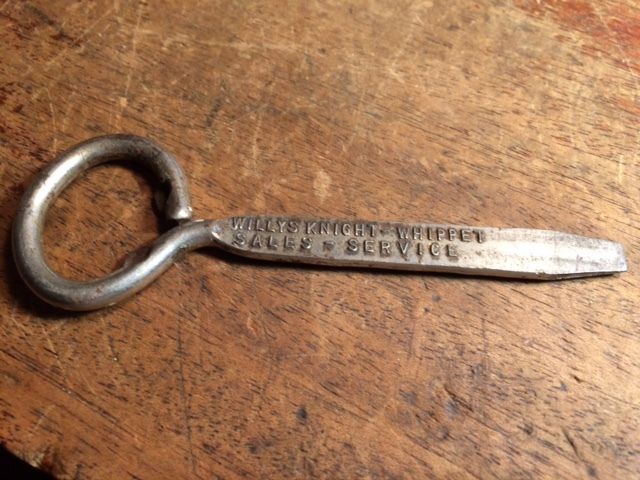 WILLYS KNIGHT-WHIPPET
SALES - SERVICE